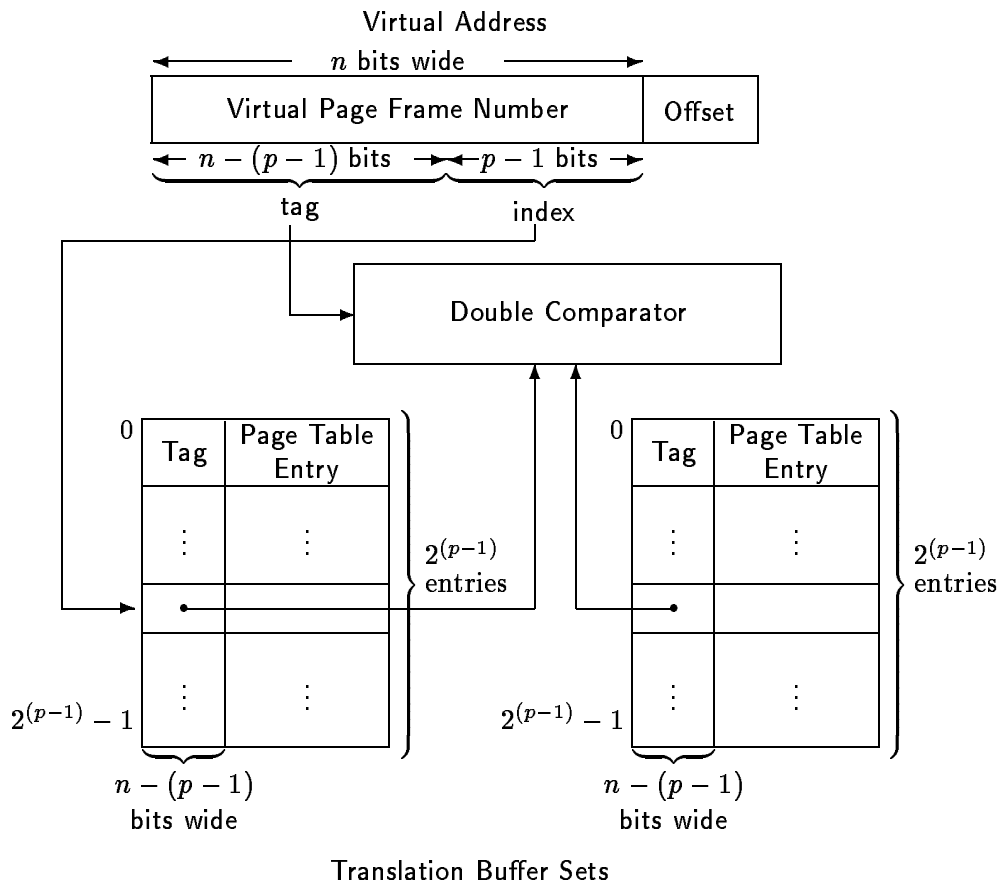 Virtual Address
n bits wide
Virtual Page Frame Number
Offset
n − (p − 1) bits
p − 1 bits
tag
index
Double Comparator
0
Tag
Page Table
Entry
⋮
⋮
2^(p−1)
entries
⋮
⋮
2^(p−1) − 1
n − (p − 1)
bits wide
0
Tag
Page Table
Entry
⋮
⋮
2^(p−1)
entries
⋮
⋮
2^(p−1) − 1
n − (p − 1)
bits wide
Translation Buffer Sets